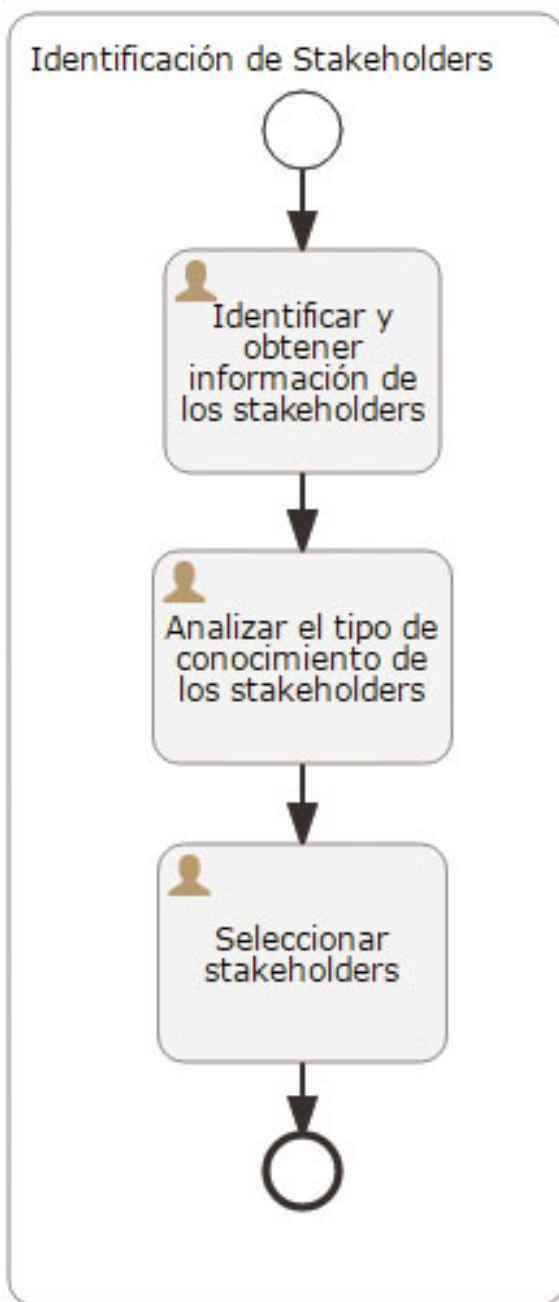 Identificación de Stakeholders
Identificar y
obtener
información de
los stakeholders
Analizar el tipo de
conocimiento de
los stakeholders
Seleccionar
stakeholders